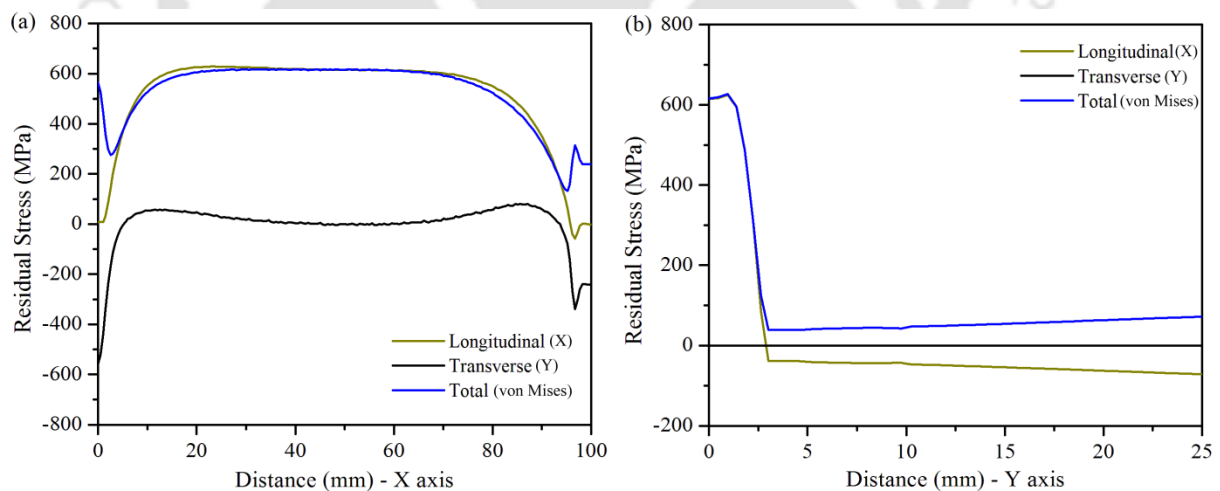 (a)
800
600
400
200
0
-200
-400
-600
-800
Residual Stress (MPa)
Longitudinal (X)
Transverse (Y)
Total (von Mises)
0 20 40 60 80 100
Distance (mm) - X axis
(b)
800
600
400
200
0
-200
Residual Stress (MPa)
Longitudinal (X)
Transverse (Y)
Total (von Mises)
0 5 10 15 20 25
Distance (mm) - Y axis